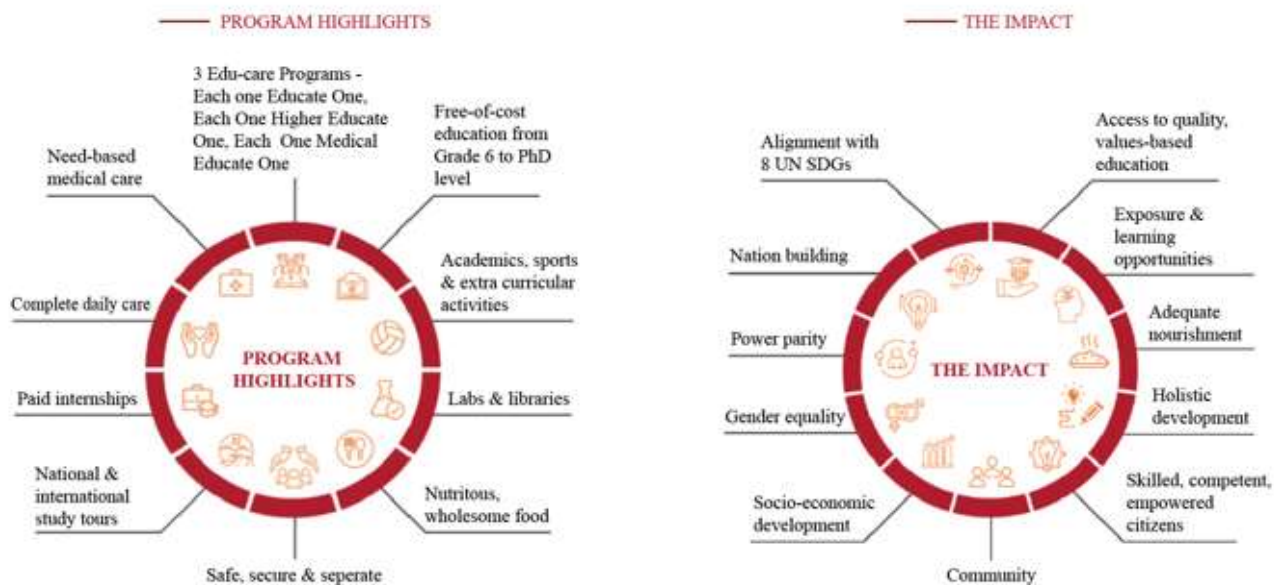 PROGRAM HIGHLIGHTS
3 Edu-care Programs -
Each one Educate One,
Each One Higher Educate
One, Each One Medical
Educate One
Free-of-cost
education from
Grade 6 to PhD
level
Academics, sports
& extra curricular
activities
Labs & libraries
Nutritous,
wholesome food
Safe, secure & seperate
National &
international
study tours
Paid internships
Complete daily care
Need-based
medical care
PROGRAM
HIGHLIGHTS
THE IMPACT
Access to quality,
values-based
education
Exposure &
learning
opportunities
Adequate
nourishment
Holistic
development
Skilled, competent,
empowered
citizens
Community
Socio-economic
development
Gender equality
Power parity
Nation building
Alignment with
8 UN SDGs
THE IMPACT